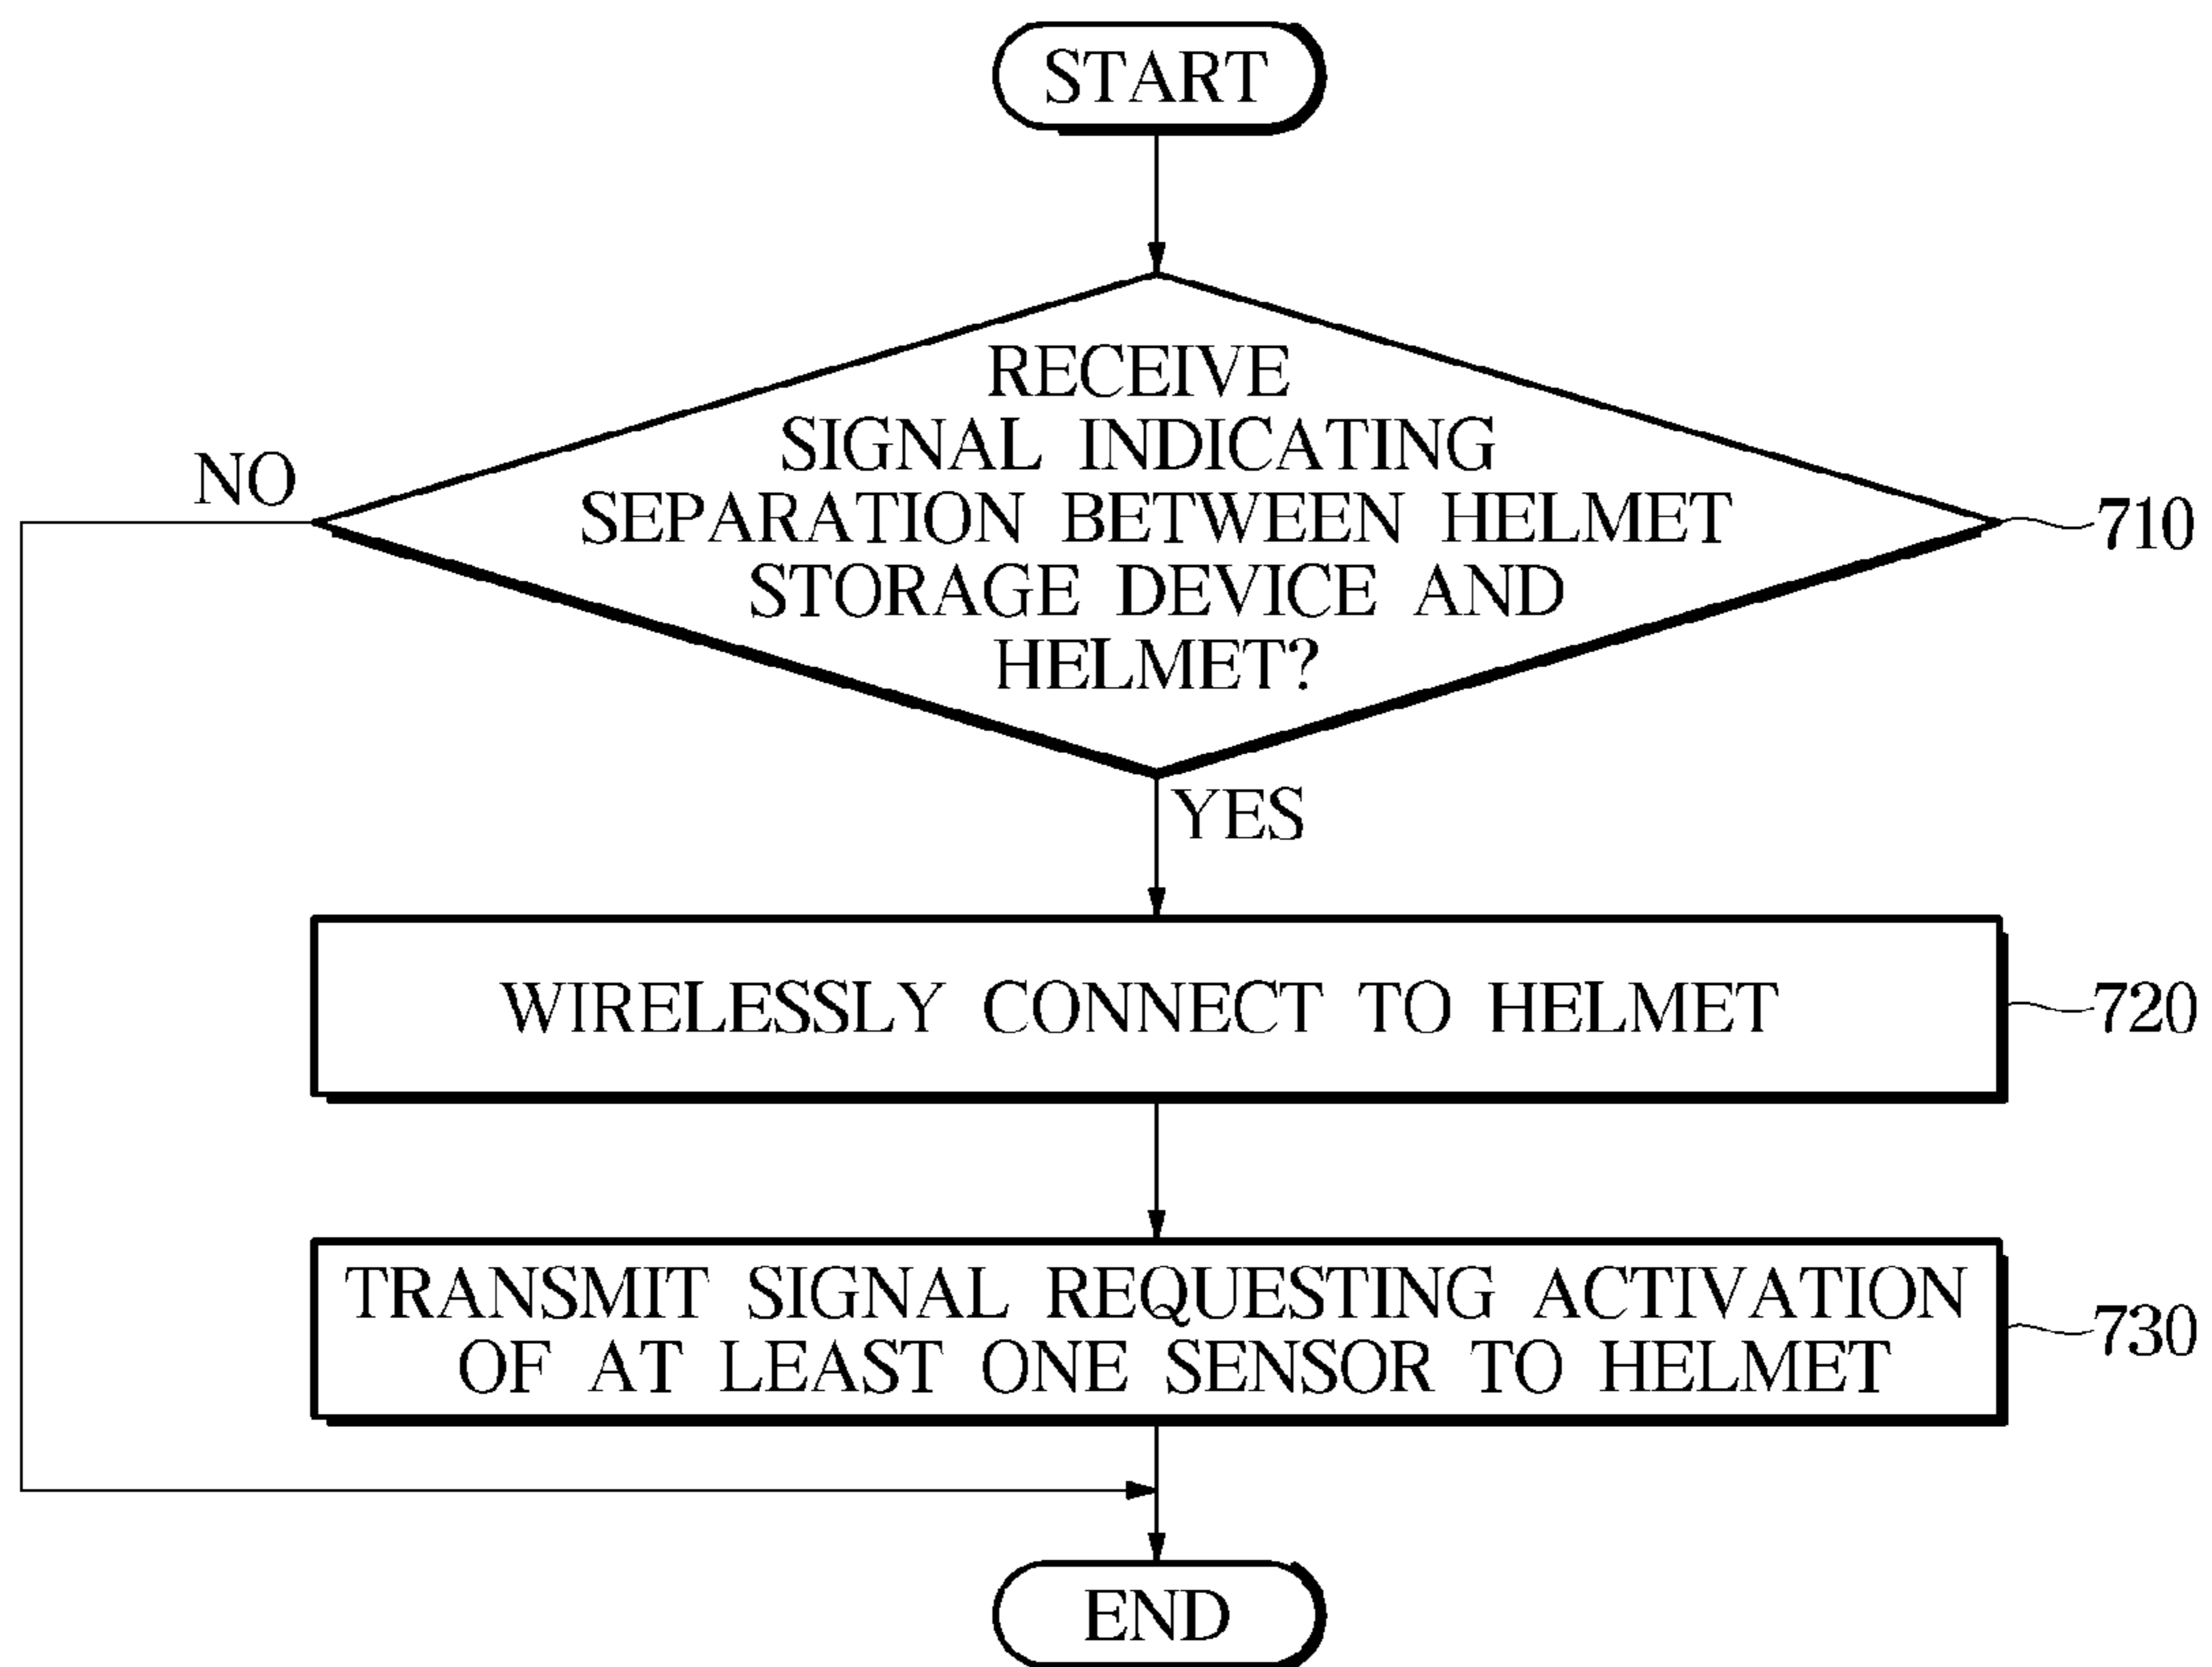 START
RECEIVE
SIGNAL INDICATING
SEPARATION BETWEEN HELMET
STORAGE DEVICE AND
HELMET?
NO
710
YES
WIRELESSLY CONNECT TO HELMET
720
TRANSMIT SIGNAL REQUESTING ACTIVATION
OF AT LEAST ONE SENSOR TO HELMET
730
END